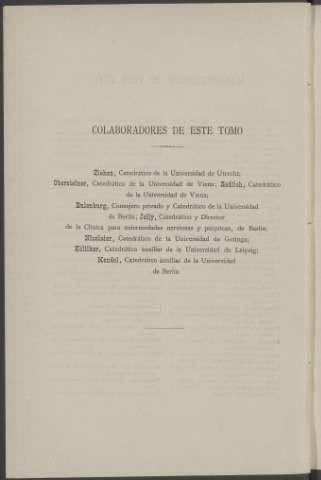 COLABORADORES DE ESTE TOMO
Ziehen, Catedrático de la Universidad de Utrecht;
Obersteiner, Catedrático de la Universidad de Viena; Redlich, Catedrático
de la Universidad de Viena;
Eulenburg, Consejero privado y Catedrático de la Universidad
de Berlín; Jolly, Catedrático y Director
de la Clínica para enfermedades nerviosas y psíquicas, de Berlín;
Nicolaier, Catedrático de la Universidad de Gotinga;
Kölliker, Catedrático auxiliar de la Universidad de Leipzig;
Mendel, Catedrático auxiliar de la Universidad
de Berlín